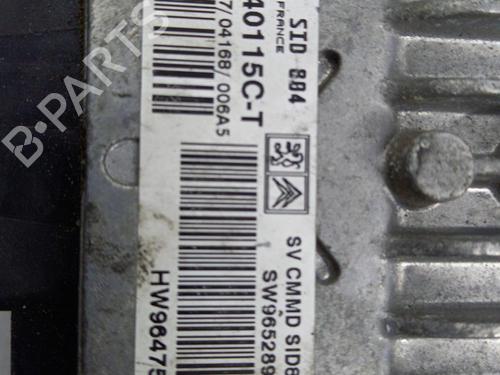 SID 804
FRANCE
40115C-T
7/04168/006A5
SV CMMD SID8
SW965289
HW96475
B-Parts